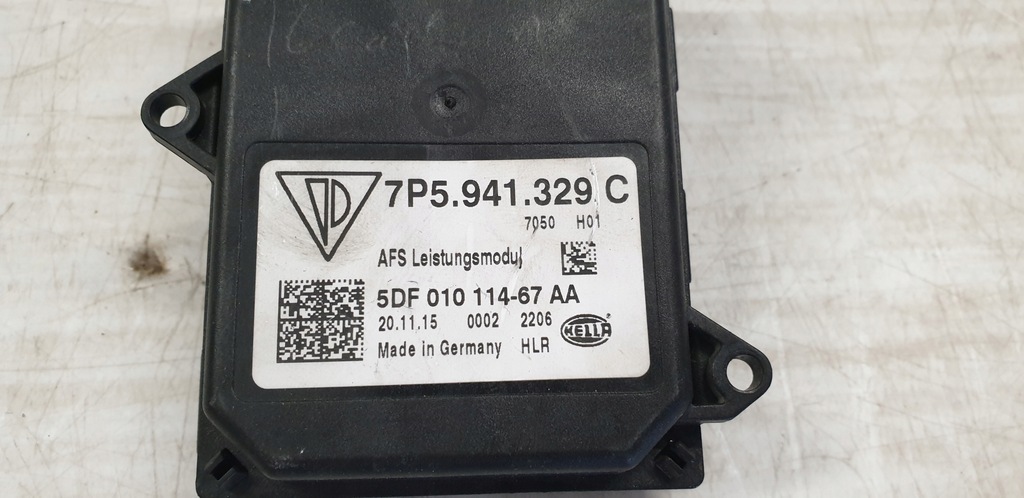 7P5.941.329 C
7050 H01
AFS Leistungsmodul
5DF 010 114-67 AA
20.11.15 0002 2206
HELLA
Made in Germany HLR